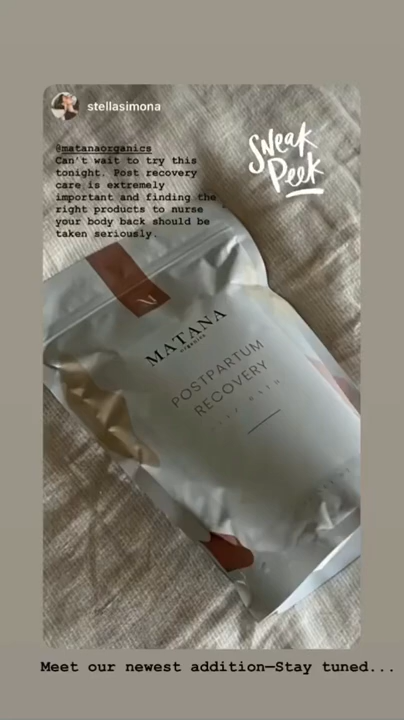 stellasimona
Sneak
Peek
@matanaorganics
Can't wait to try this
tonight. Post recovery
care is extremely
important and finding the
right products to nurse
your body back should be
taken seriously.
MATANA
organics
POSTPARTUM
RECOVERY
BATH
Meet our newest addition—Stay tuned...